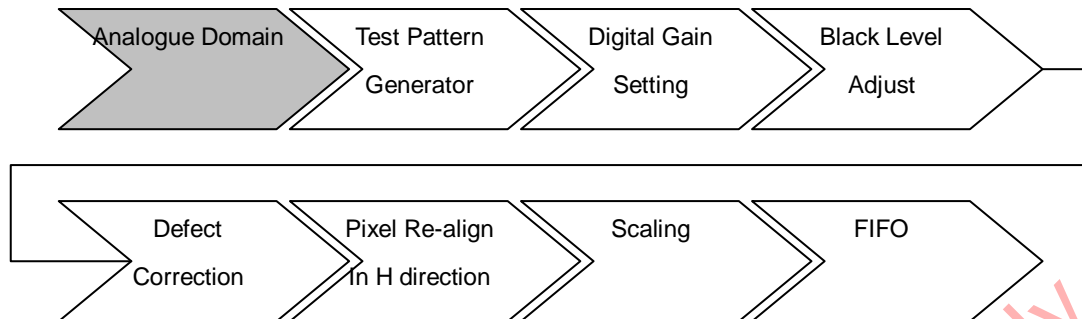 Analogue Domain
Test Pattern
Generator
Digital Gain
Setting
Black Level
Adjust
Defect
Correction
Pixel Re-align
In H direction
Scaling
FIFO